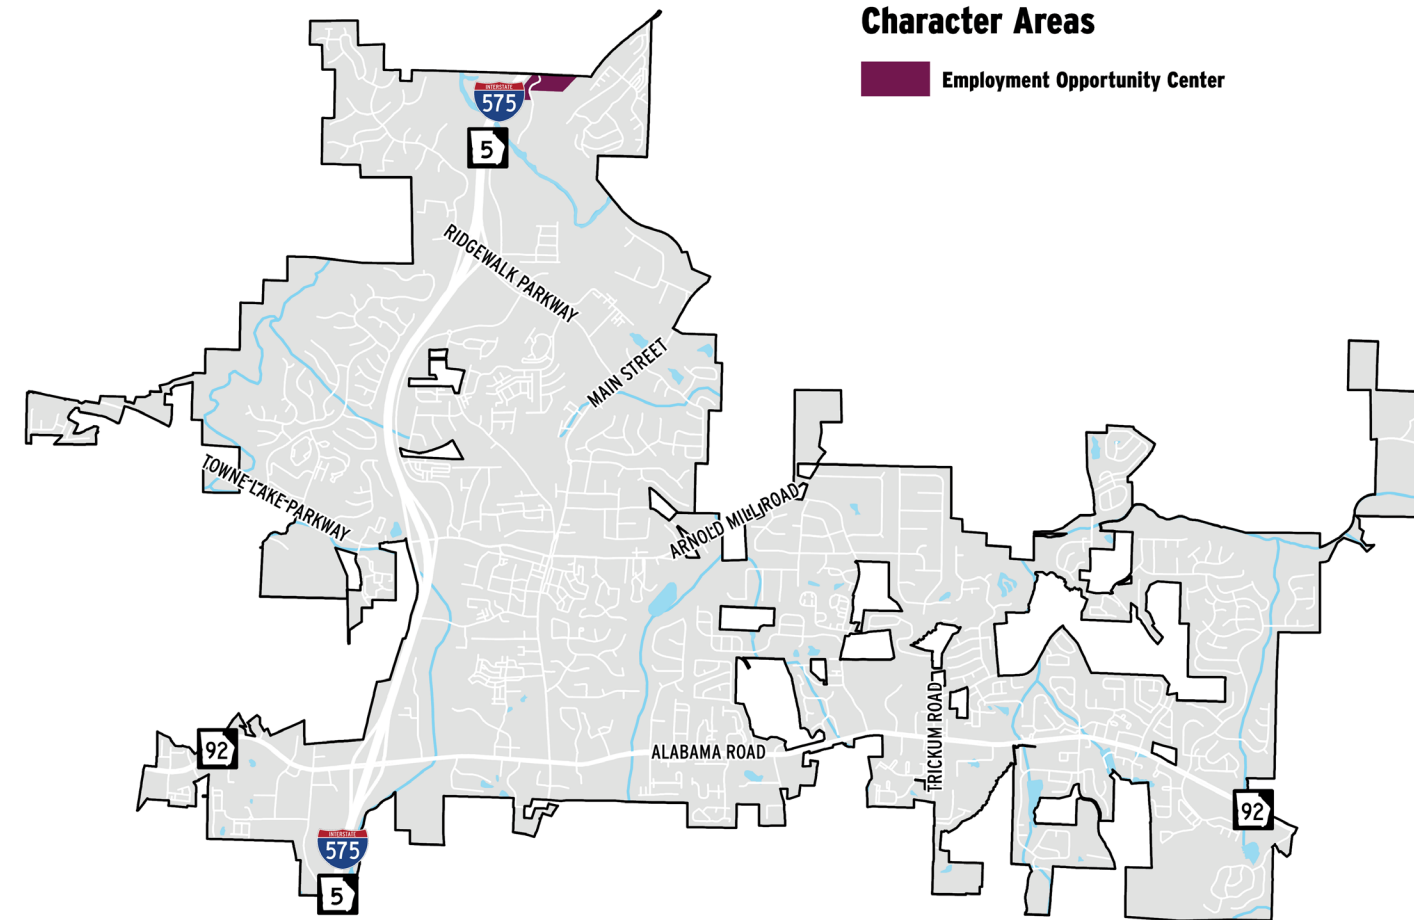 Character Areas
Employment Opportunity Center
INTERSTATE
575
5
RIDGEWALK PARKWAY
MAIN STREET
TOWNE LAKE PARKWAY
ARNOLD MILL ROAD
TRICKUM ROAD
92
ALABAMA ROAD
92
INTERSTATE
575
5